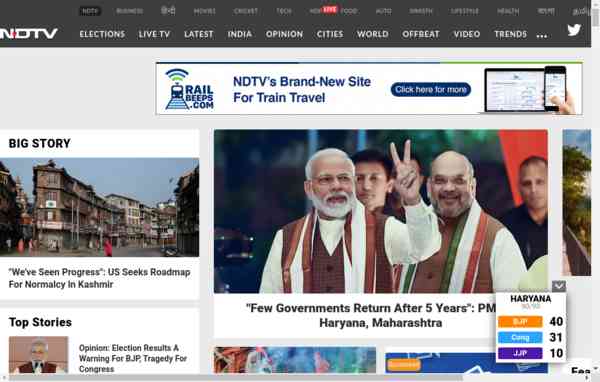 NDTV
BUSINESS
हिन्दी
MOVIES
CRICKET
TECH
HOP LIVE
FOOD
AUTO
SWASTH
LIFESTYLE
HEALTH
বাংলা
தமிழ்
NDTV
ELECTIONS
LIVE TV
LATEST
INDIA
OPINION
CITIES
WORLD
OFFBEAT
VIDEO
TRENDS
RAIL
BEEPS
.COM
NDTV's Brand-New Site
For Train Travel
Click here for more
BIG STORY
"We've Seen Progress": US Seeks Roadmap
For Normalcy In Kashmir
"Few Governments Return After 5 Years": PM
Haryana, Maharashtra
HARYANA
90/90
BJP 40
Cong 31
JJP 10
Top Stories
Opinion: Election Results A
Warning For BJP, Tragedy For
Congress
Fea